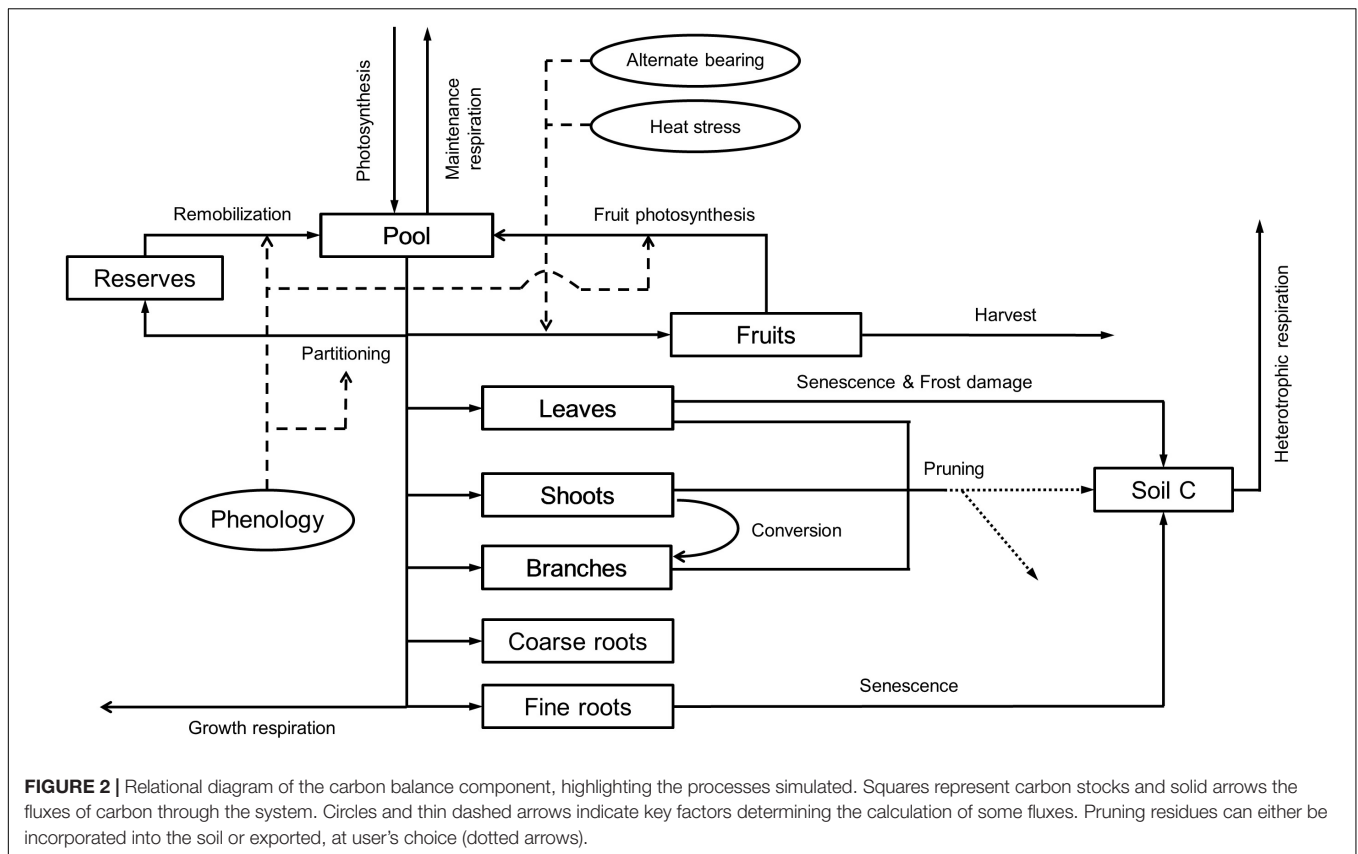 Alternate bearing
Heat stress
Photosynthesis
Maintenance
respiration
Remobilization
Pool
Fruit photosynthesis
Reserves
Fruits
Harvest
Heterotrophic respiration
Partitioning
Leaves
Senescence & Frost damage
Shoots
Pruning
Soil C
Phenology
Conversion
Branches
Coarse roots
Fine roots
Senescence
Growth respiration
FIGURE 2 | Relational diagram of the carbon balance component, highlighting the processes simulated. Squares represent carbon stocks and solid arrows the
fluxes of carbon through the system. Circles and thin dashed arrows indicate key factors determining the calculation of some fluxes. Pruning residues can either be
incorporated into the soil or exported, at user's choice (dotted arrows).